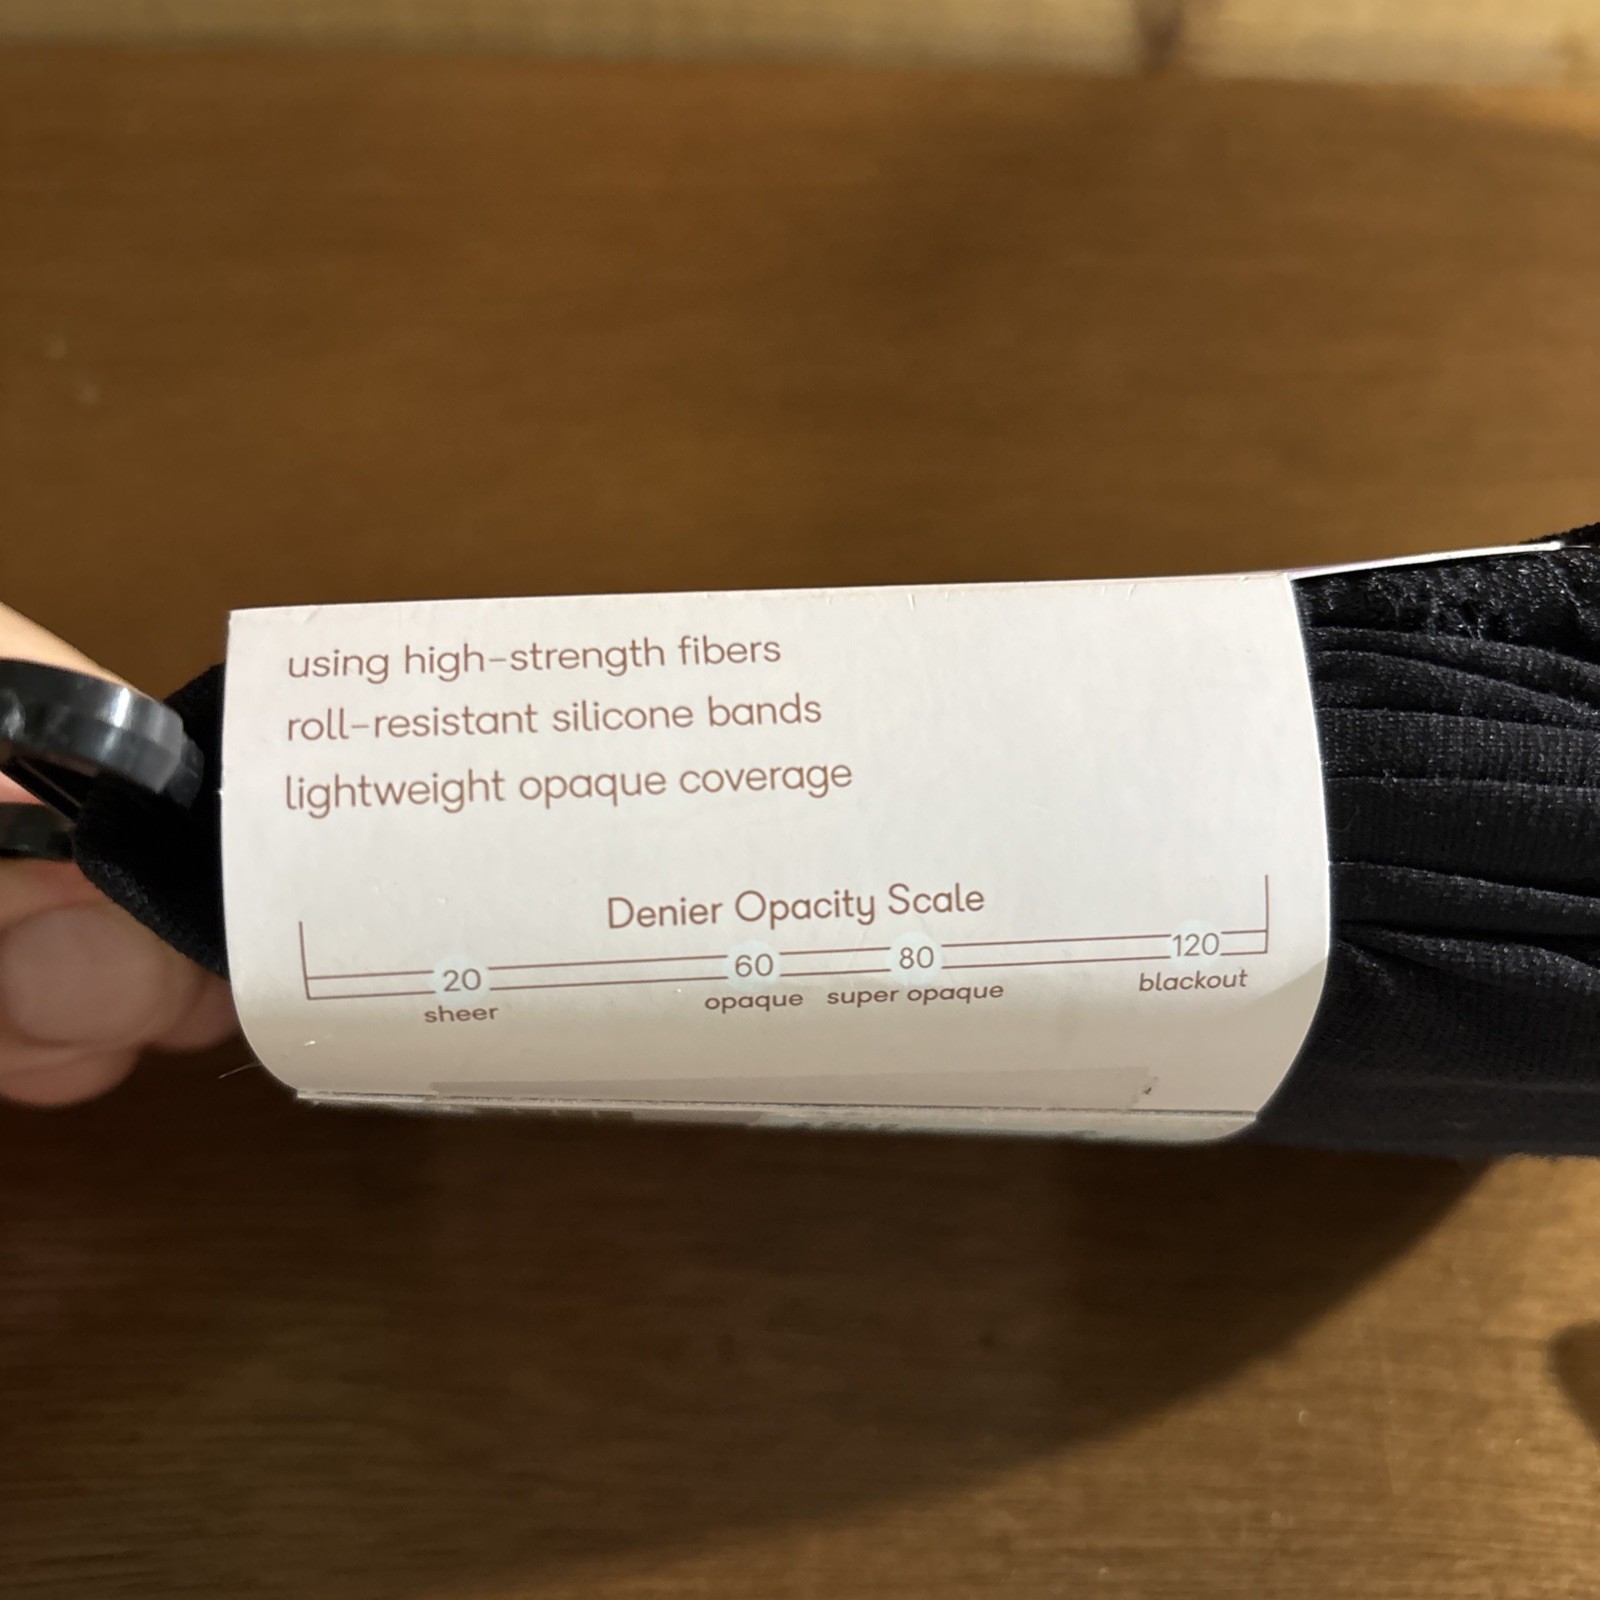 using high-strength fibers
roll-resistant silicone bands
lightweight opaque coverage
Denier Opacity Scale
20 60 80 120
sheer opaque super opaque blackout